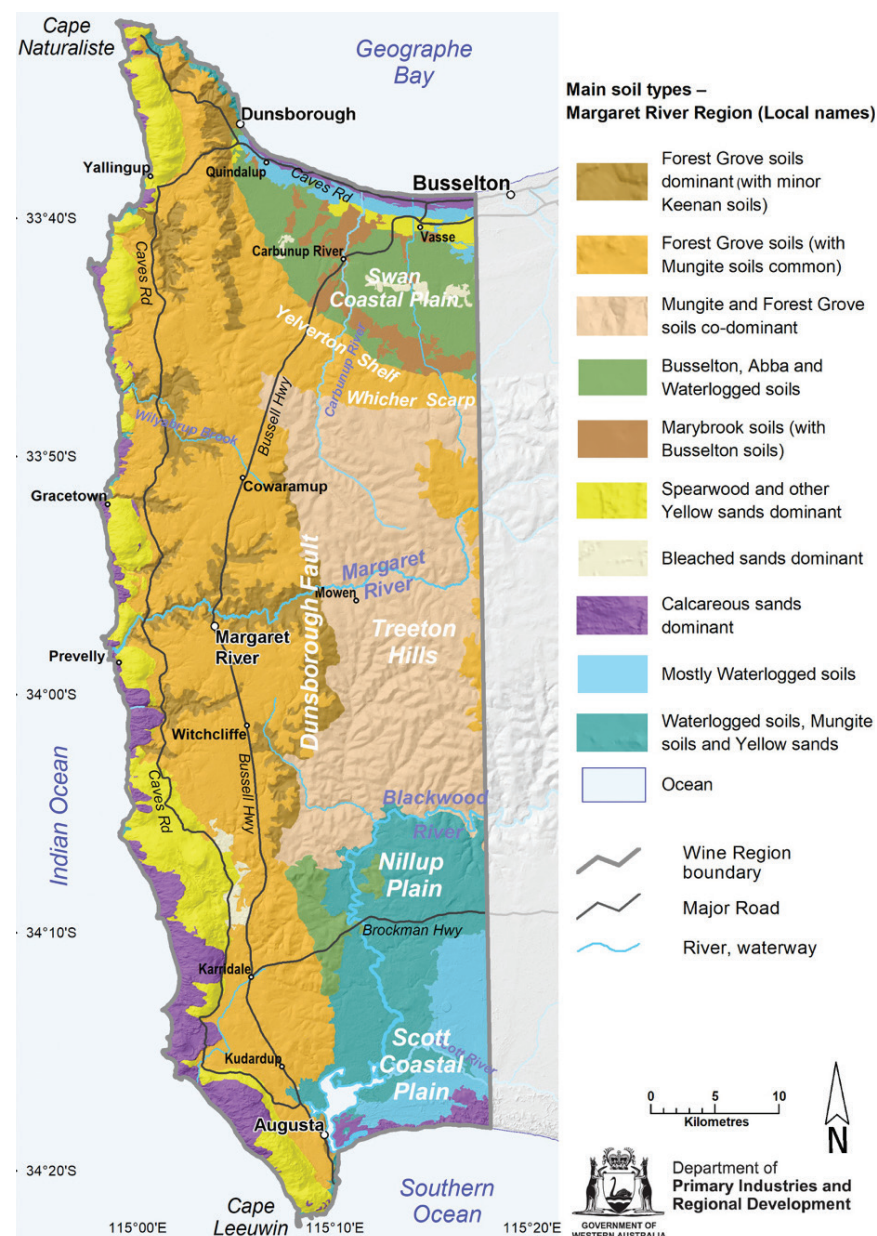 Cape
Naturaliste
Geographe
Bay
Dunsborough
Yallingup
Quindalup
Caves Rd
Busselton
33°40'S
Vasse
Carbunup River
Caves Rd
Swan
Coastal Plain
Yelverton Shelf
Carbunup River
Whicher Scarp
Bussell Hwy
Wilyabrup Brook
33°50'S
Cowaramup
Gracetown
Dunsborough Fault
Margaret
River
Mowen
Margaret
River
Treeton
Hills
Prevelly
34°00'S
Witchcliffe
Indian Ocean
Caves Rd
Bussell Hwy
Blackwood
River
Nillup
Plain
34°10'S
Brockman Hwy
Karridale
Scott
Coastal
Plain
Kudardup
Augusta
34°20'S
Cape
Leeuwin
Southern
Ocean
115°00'E
115°10'E
115°20'E
Main soil types –
Margaret River Region (Local names)
Forest Grove soils
dominant (with minor
Keenan soils)
Forest Grove soils (with
Mungite soils common)
Mungite and Forest Grove
soils co-dominant
Busselton, Abba and
Waterlogged soils
Marybrook soils (with
Busselton soils)
Spearwood and other
Yellow sands dominant
Bleached sands dominant
Calcareous sands
dominant
Mostly Waterlogged soils
Waterlogged soils, Mungite
soils and Yellow sands
Ocean
Wine Region
boundary
Major Road
River, waterway
0 5 10
Kilometres
N
Department of
Primary Industries and
Regional Development
GOVERNMENT OF
WESTERN AUSTRALIA